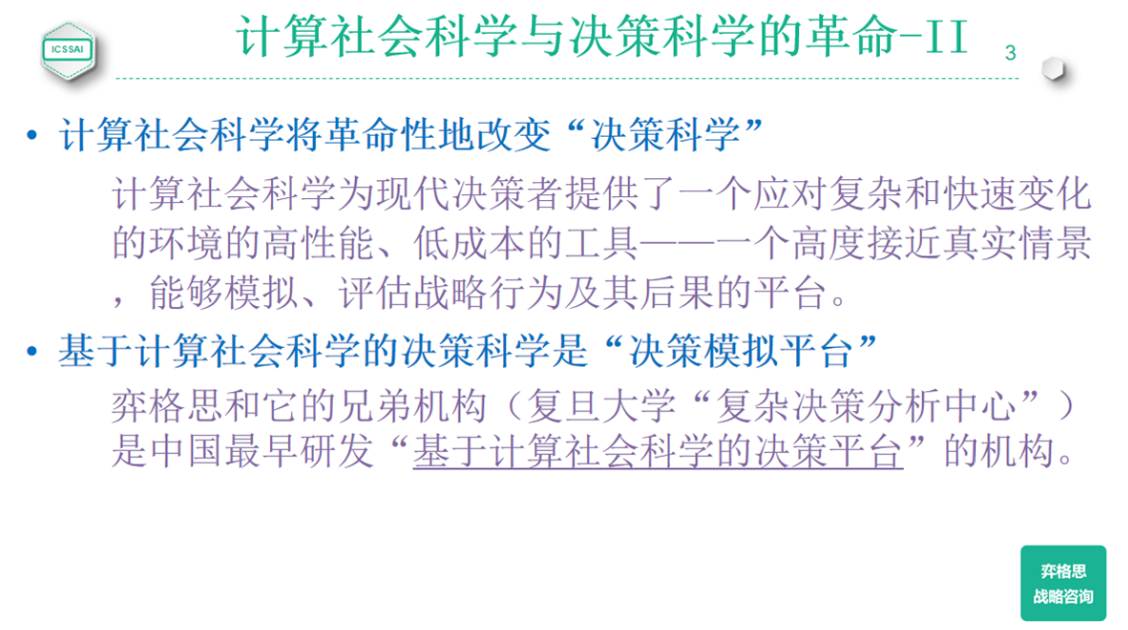 ICSSAI
计算社会科学与决策科学的革命-II
3
• 计算社会科学将革命性地改变“决策科学”
计算社会科学为现代决策者提供了一个应对复杂和快速变化
的环境的高性能、低成本的工具——一个高度接近真实情景
，能够模拟、评估战略行为及其后果的平台。
• 基于计算社会科学的决策科学是“决策模拟平台”
弈格思和它的兄弟机构（复旦大学“复杂决策分析中心”）
是中国最早研发“基于计算社会科学的决策平台”的机构。
弈格思
战略咨询